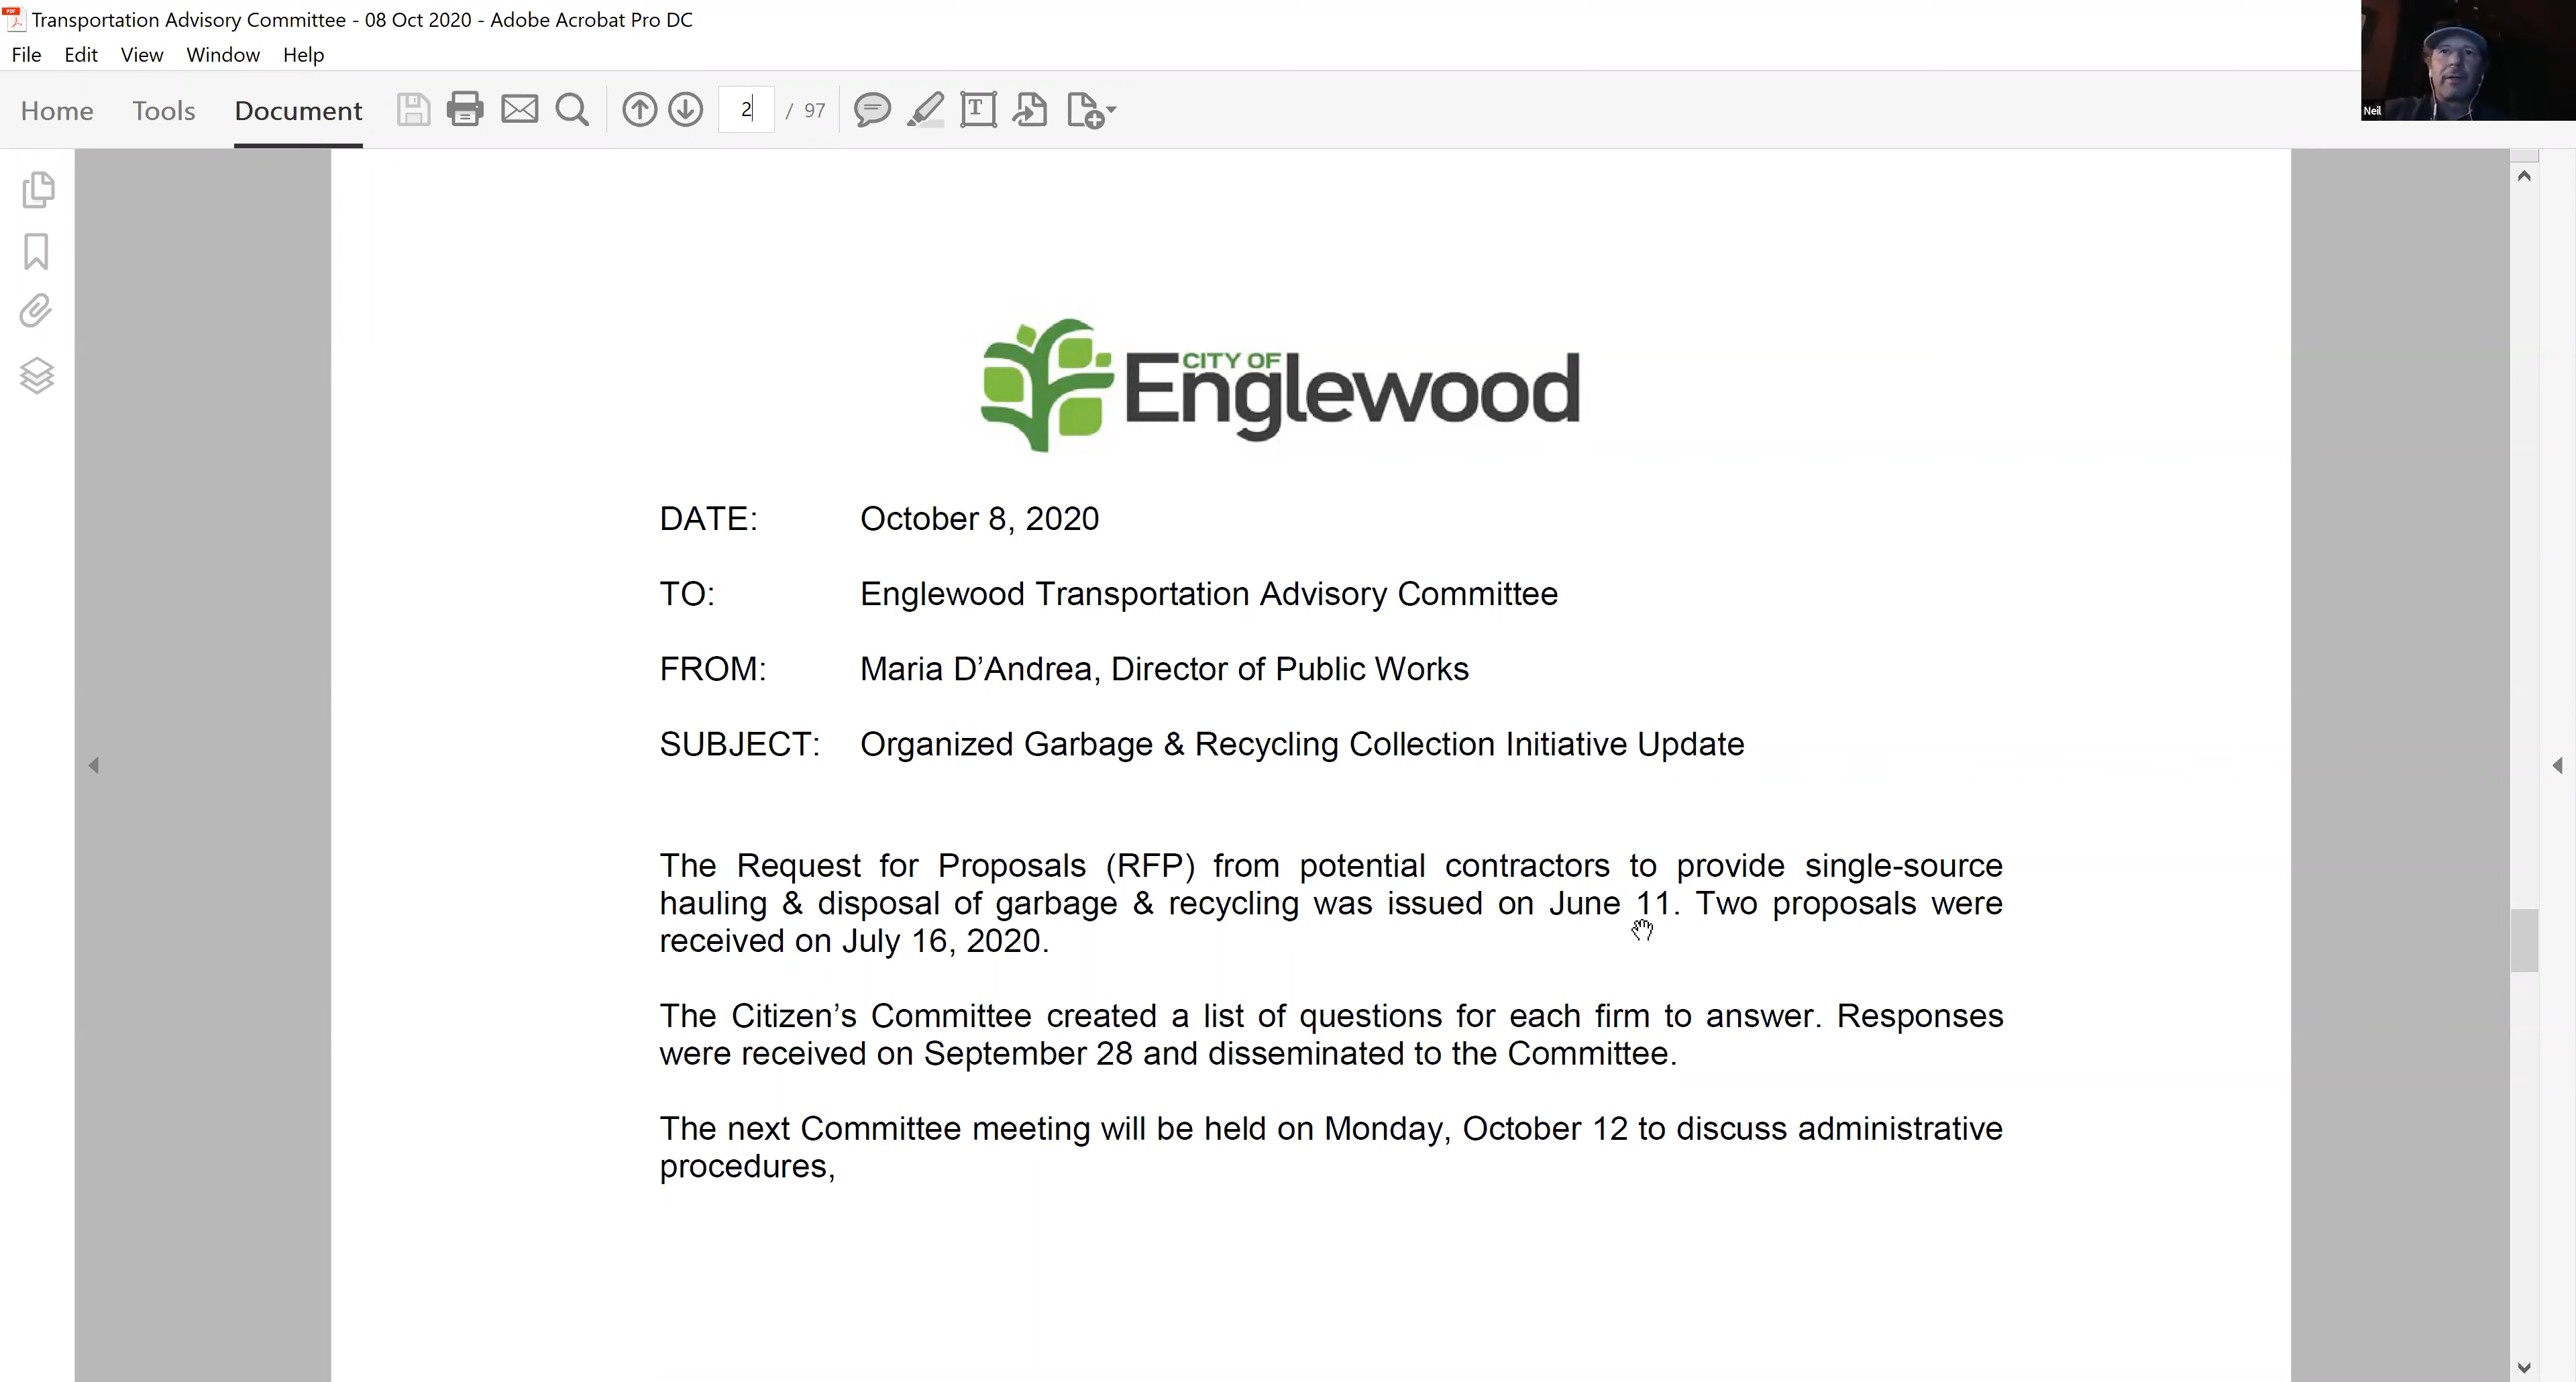 Transportation Advisory Committee - 08 Oct 2020 - Adobe Acrobat Pro DC
File Edit View Window Help
Home Tools Document 2 / 97
Neil
CITY OF
Englewood
DATE: October 8, 2020
TO: Englewood Transportation Advisory Committee
FROM: Maria D’Andrea, Director of Public Works
SUBJECT: Organized Garbage & Recycling Collection Initiative Update
The Request for Proposals (RFP) from potential contractors to provide single-source
hauling & disposal of garbage & recycling was issued on June 11. Two proposals were
received on July 16, 2020.
The Citizen’s Committee created a list of questions for each firm to answer. Responses
were received on September 28 and disseminated to the Committee.
The next Committee meeting will be held on Monday, October 12 to discuss administrative
procedures,